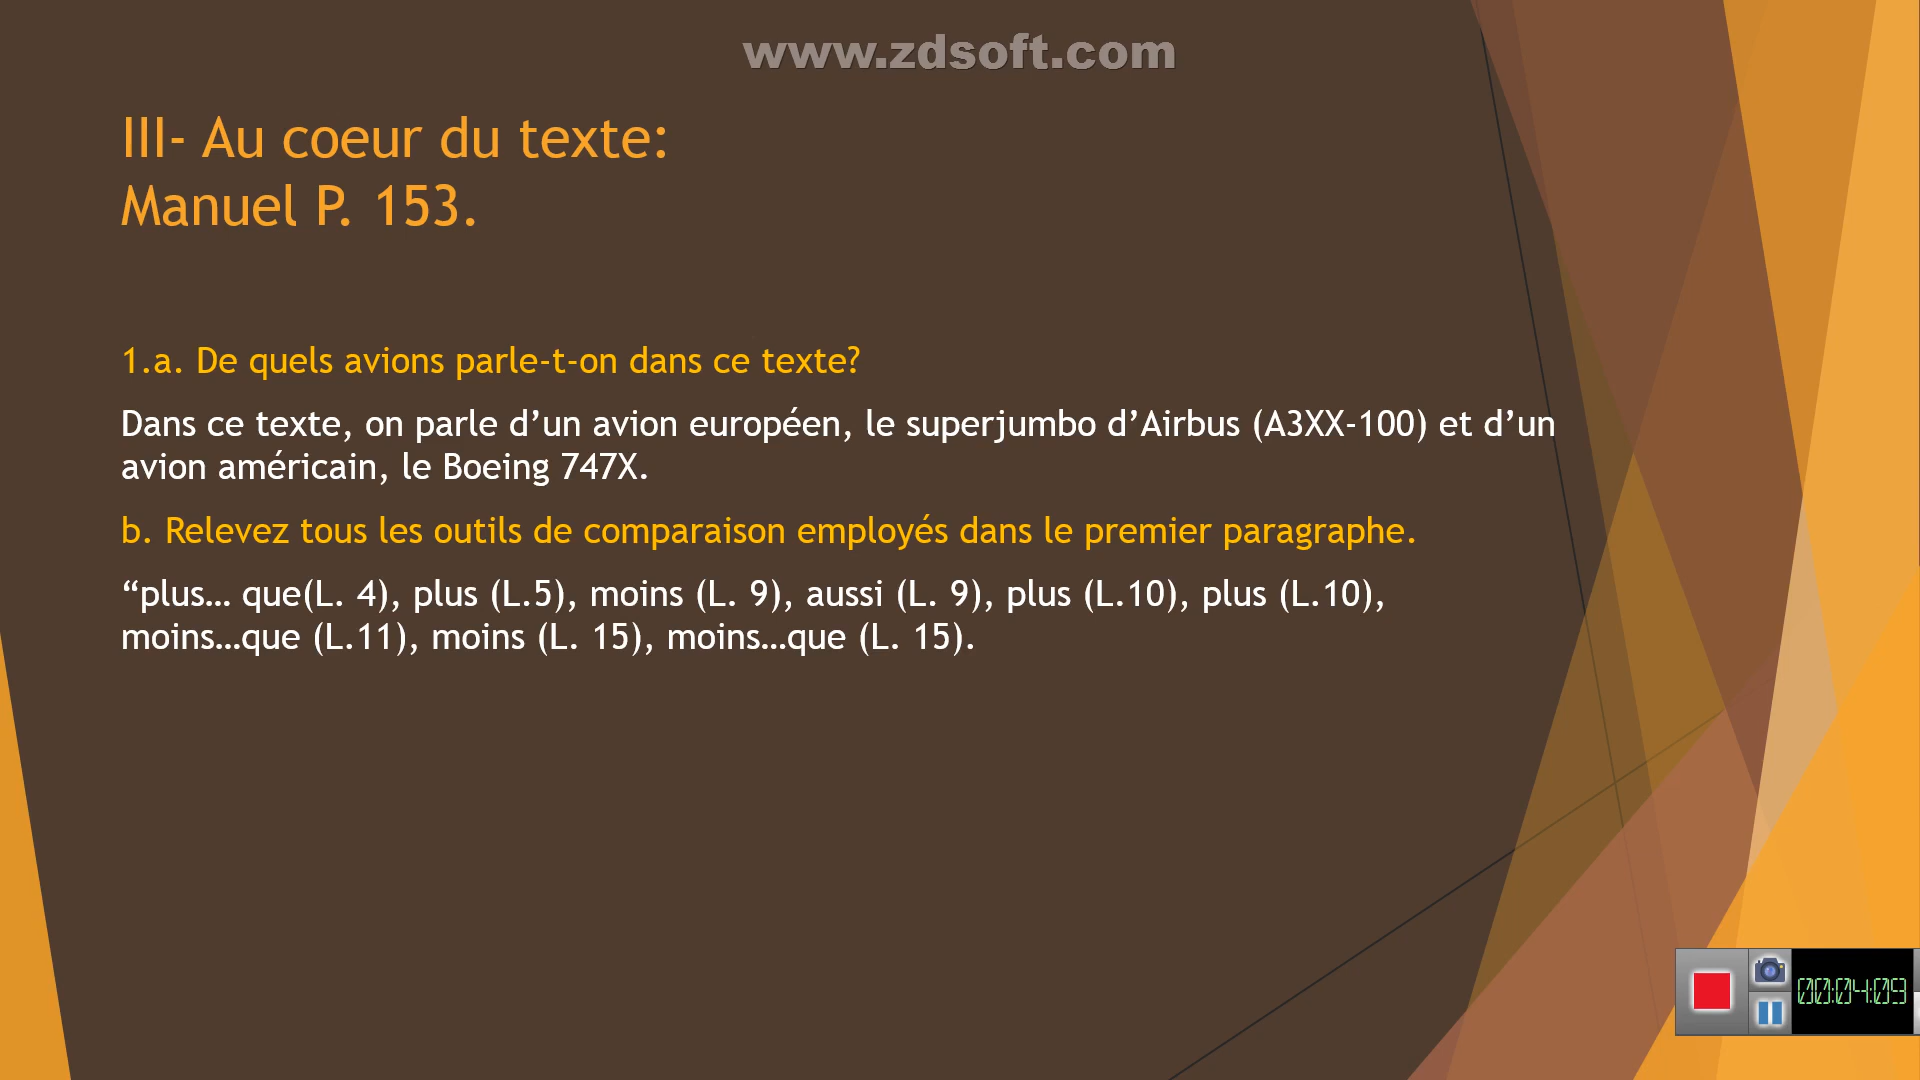 www.zdsoft.com
III- Au coeur du texte:
Manuel P. 153.
1.a. De quels avions parle-t-on dans ce texte?
Dans ce texte, on parle d’un avion européen, le superjumbo d’Airbus (A3XX-100) et d’un
avion américain, le Boeing 747X.
b. Relevez tous les outils de comparaison employés dans le premier paragraphe.
“plus… que(L. 4), plus (L.5), moins (L. 9), aussi (L. 9), plus (L.10), plus (L.10),
moins…que (L.11), moins (L. 15), moins…que (L. 15).
00:04:09